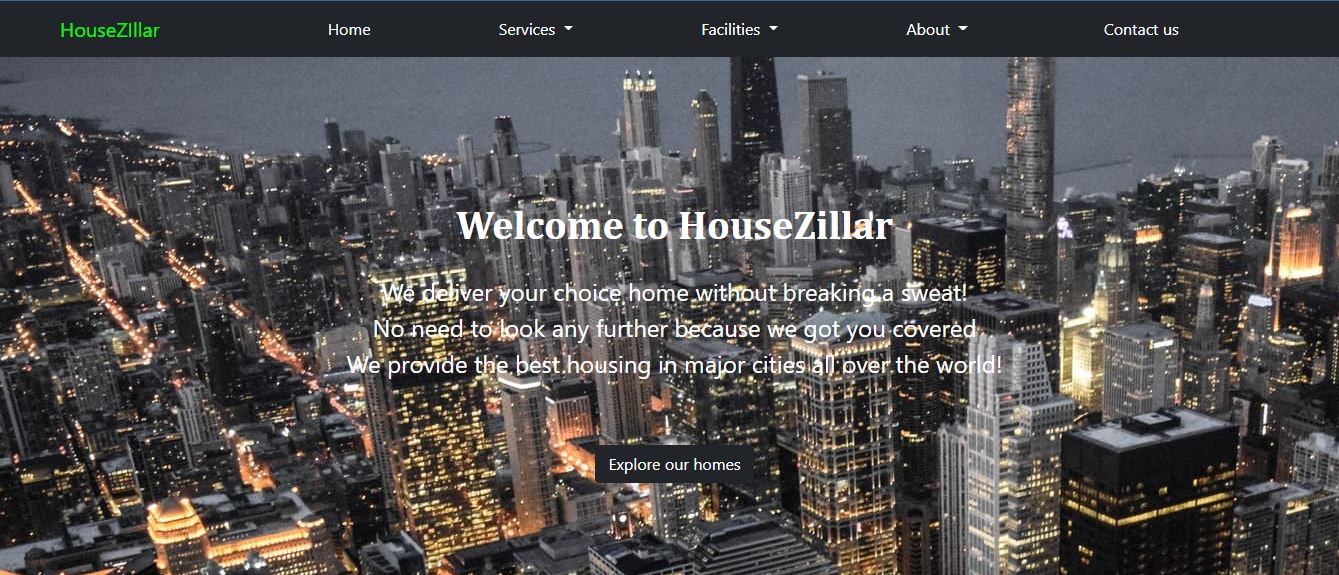 HouseZIllar
Home
Services
Facilities
About
Contact us
Welcome to HouseZillar
We deliver your choice home without breaking a sweat!
No need to look any further because we got you covered
We provide the best housing in major cities all over the world!
Explore our homes